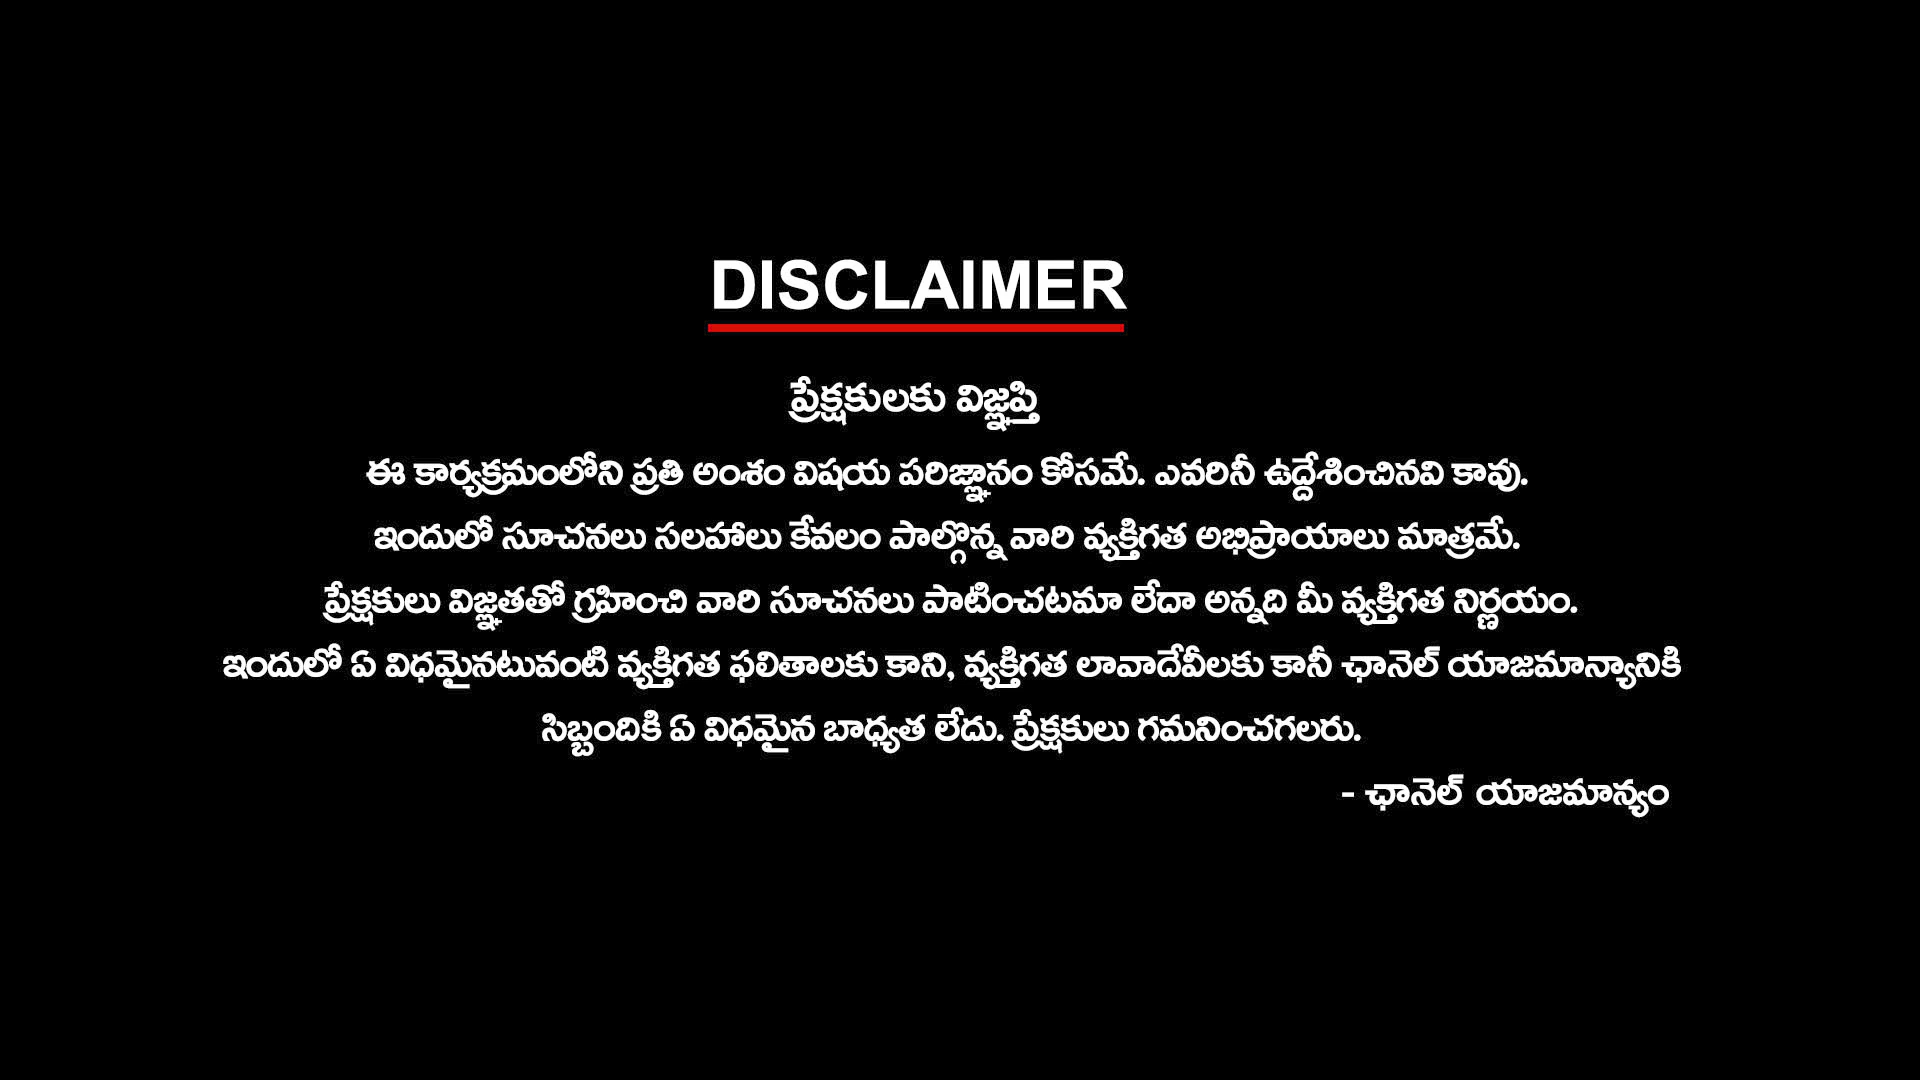 DISCLAIMER
ప్రేక్షకులకు విజ్ఞప్తి
ఈ కార్యక్రమంలోని ప్రతి అంశం విషయ పరిజ్ఞానం కోసమే. ఎవరినీ ఉద్దేశించినవి కావు.
ఇందులో సూచనలు సలహాలు కేవలం పాల్గొన్న వారి వ్యక్తిగత అభిప్రాయాలు మాత్రమే.
ప్రేక్షకులు విజ్ఞతతో గ్రహించి వారి సూచనలు పాటించటమా లేదా అన్నది మీ వ్యక్తిగత నిర్ణయం.
ఇందులో ఏ విధమైనటువంటి వ్యక్తిగత ఫలితాలకు కాని, వ్యక్తిగత లావాదేవీలకు కానీ ఛానెల్ యాజమాన్యానికి
సిబ్బందికి ఏ విధమైన బాధ్యత లేదు. ప్రేక్షకులు గమనించగలరు.
- ఛానెల్ యాజమాన్యం